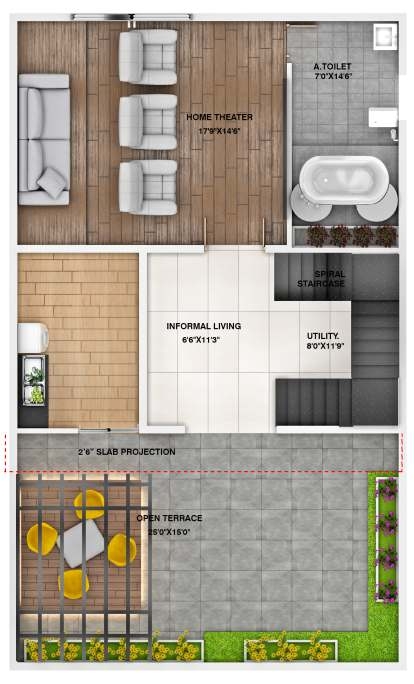 A.TOILET
7'0"X14'6"
HOME THEATER
17'9"X14'6"
SPIRAL
STAIRCASE
INFORMAL LIVING
6'6"X11'3"
UTILITY.
8'0"X11'9"
2'6" SLAB PROJECTION
OPEN TERRACE
25'0"X15'0"